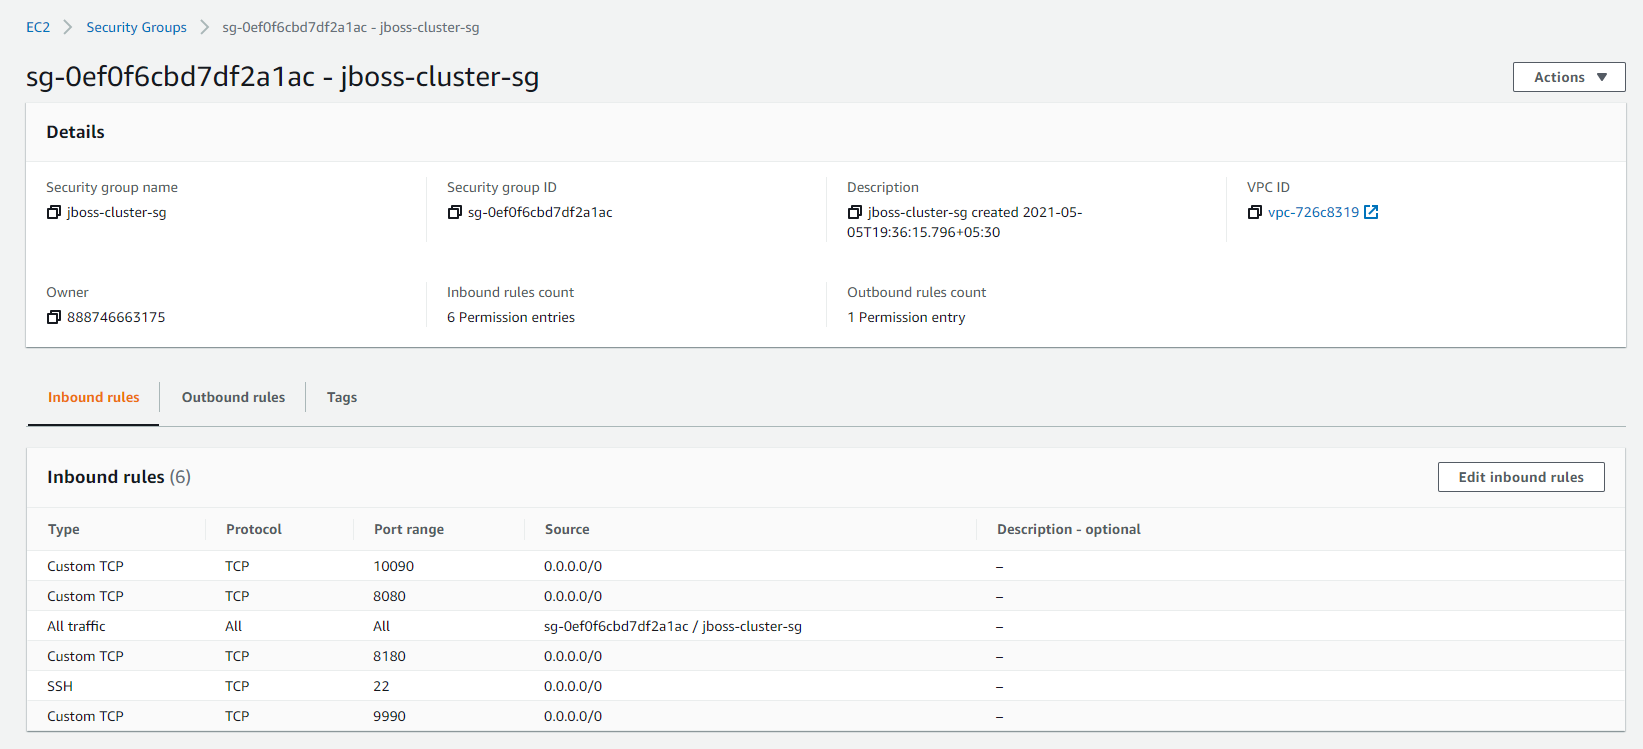 EC2 > Security Groups > sg-0ef0f6cbd7df2a1ac - jboss-cluster-sg
sg-0ef0f6cbd7df2a1ac - jboss-cluster-sg
Actions ▼
Details
Security group name Security group ID Description VPC ID
jboss-cluster-sg sg-0ef0f6cbd7df2a1ac jboss-cluster-sg created 2021-05- vpc-726c8319
05T19:36:15.796+05:30
Owner Inbound rules count Outbound rules count
888746663175 6 Permission entries 1 Permission entry
Inbound rules Outbound rules Tags
Inbound rules (6) Edit inbound rules
Type Protocol Port range Source Description - optional
Custom TCP TCP 10090 0.0.0.0/0 –
Custom TCP TCP 8080 0.0.0.0/0 –
All traffic All All sg-0ef0f6cbd7df2a1ac / jboss-cluster-sg –
Custom TCP TCP 8180 0.0.0.0/0 –
SSH TCP 22 0.0.0.0/0 –
Custom TCP TCP 9990 0.0.0.0/0 –